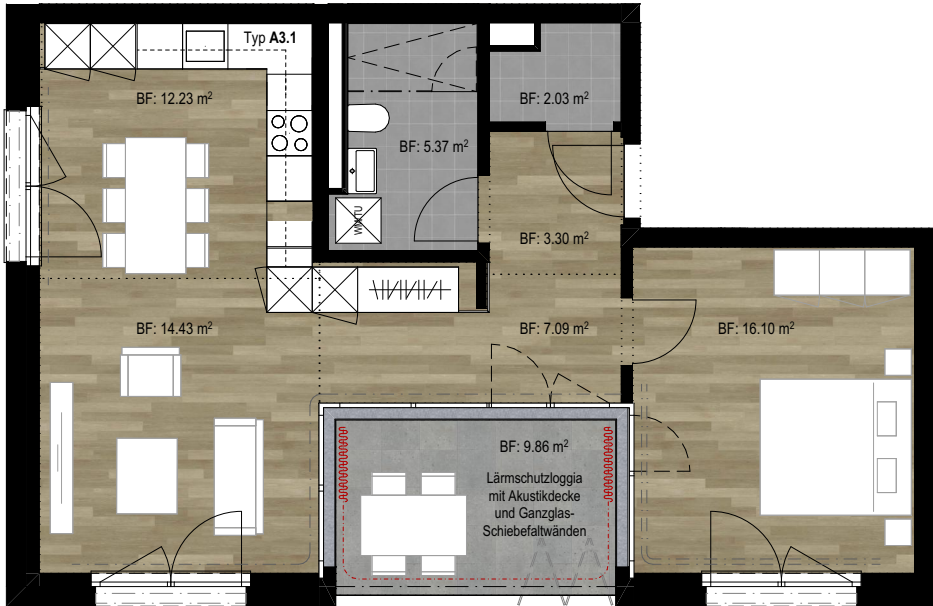 Typ A3.1
BF: 12.23 m²
BF: 2.03 m²
BF: 5.37 m²
WM/TU
BF: 3.30 m²
BF: 14.43 m²
BF: 7.09 m²
BF: 16.10 m²
BF: 9.86 m²
Lärmschutzloggia
mit Akustikdecke
und Ganzglas-
Schiebefaltwänden